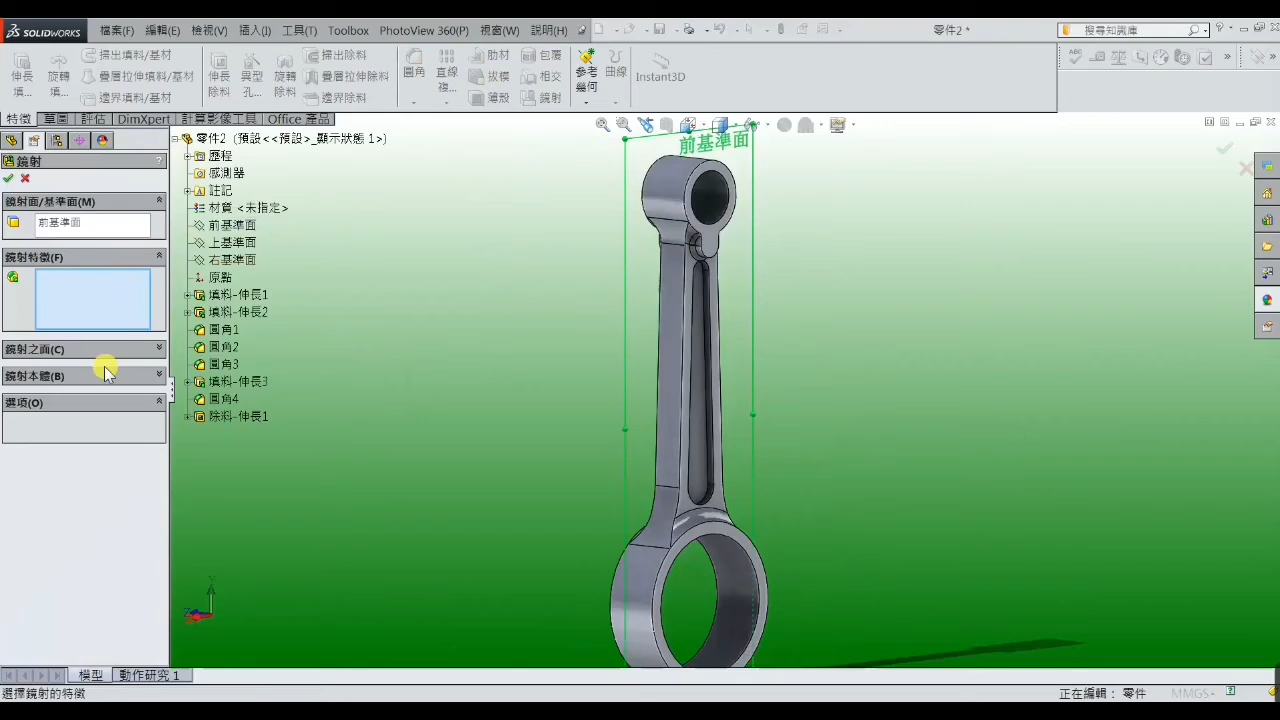 SOLIDWORKS 檔案(F) 編輯(E) 檢視(V) 插入(I) 工具(T) Toolbox PhotoView 360(P) 視窗(W) 說明(H) 零件2 * 搜尋知識庫
掃出填料/基材 掃出除料 肋材 包覆
伸長填... 旋轉填... 疊層拉伸填料/基材 伸長除料 異型孔... 旋轉除料 疊層拉伸除料 圓角 直線複... 拔模 相交 參考幾何 曲線 Instant3D
邊界填料/基材 邊界除料 薄殼 鏡射
特徵 草圖 評估 DimXpert 計算影像工具 Office 產品
零件2 (預設<<預設>_顯示狀態 1>)
前基準面
鏡射 ?
歷程
感測器
註記
鏡射面/基準面(M)
材質 <未指定>
前基準面
前基準面
上基準面
鏡射特徵(F)
右基準面
原點
填料-伸長1
填料-伸長2
圓角1
圓角2
鏡射之面(C)
圓角3
鏡射本體(B)
填料-伸長3
圓角4
選項(O)
除料-伸長1
Y
Z
模型 動作研究 1
選擇鏡射的特徵 正在編輯： 零件 MMGS